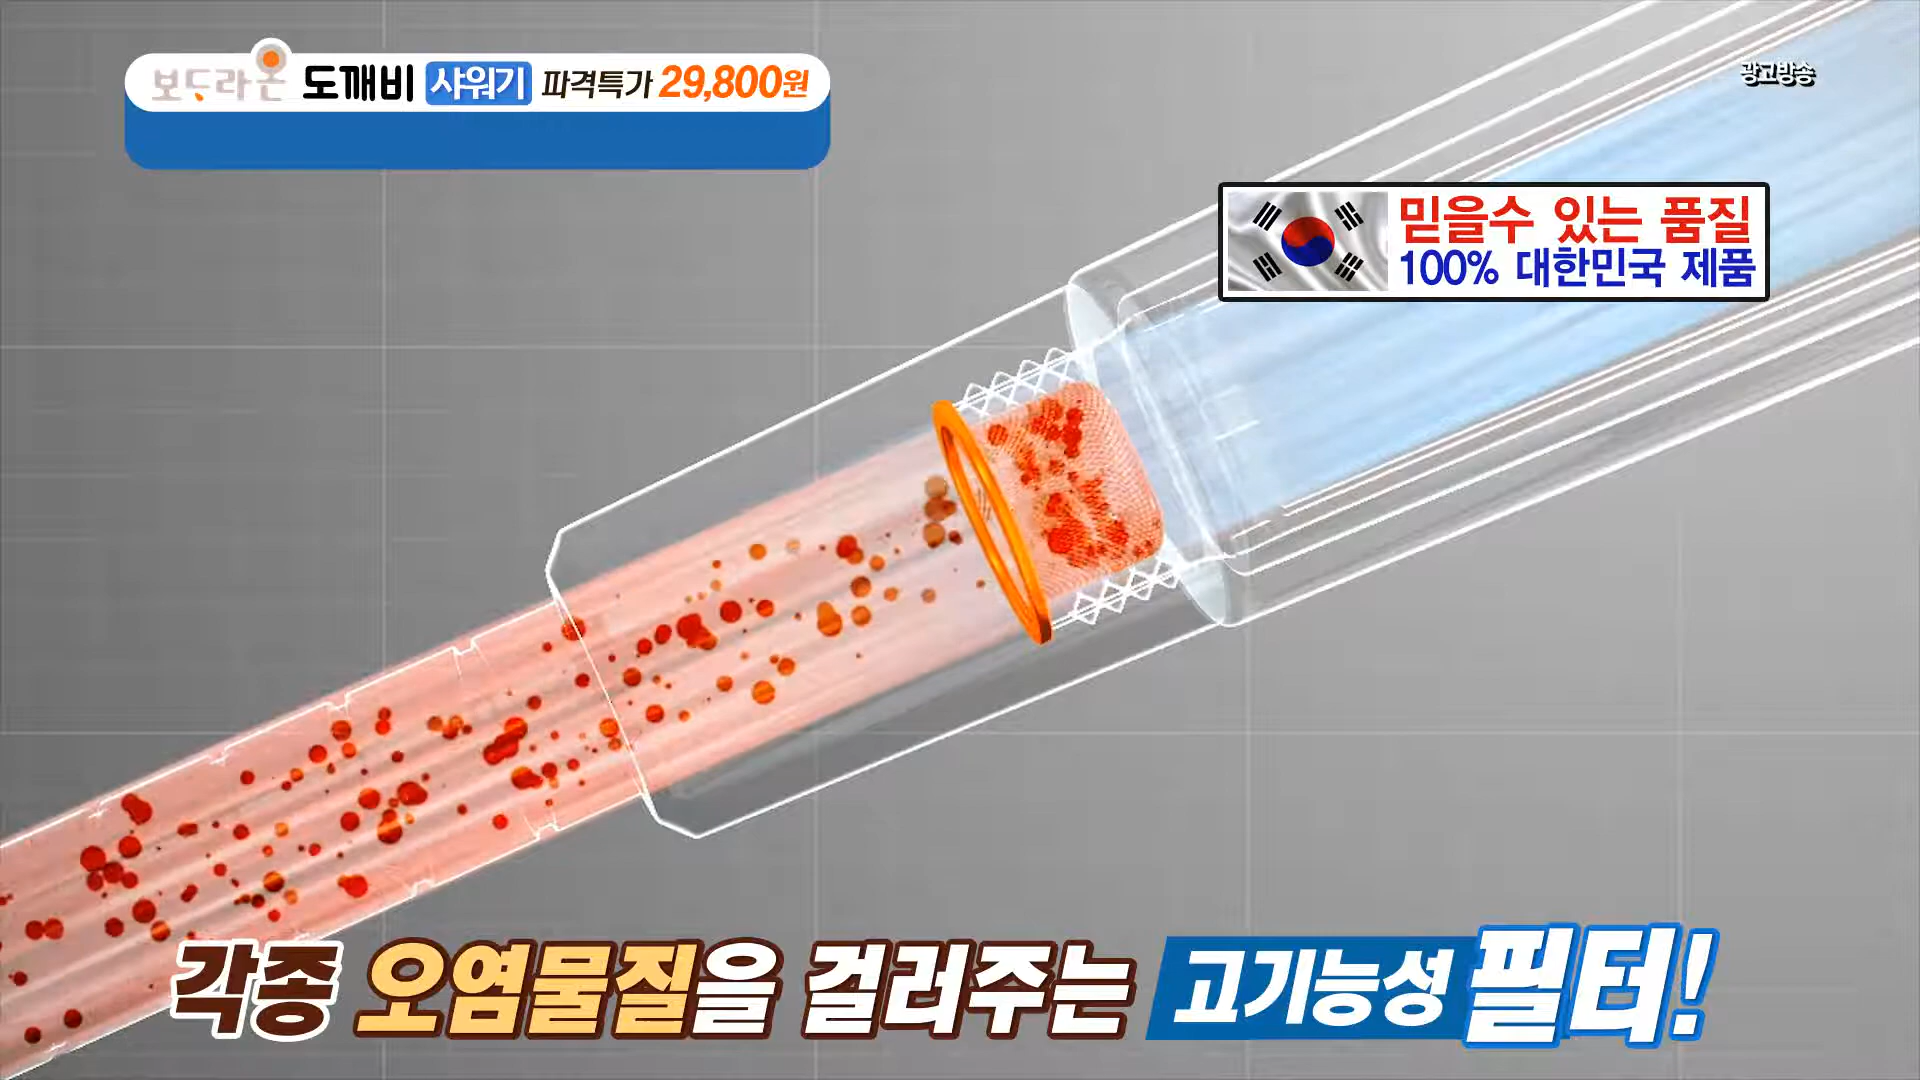 보드라온 도깨비 샤워기 파격특가 29,800원
광고방송
믿을수 있는 품질
100% 대한민국 제품
각종 오염물질을 걸러주는 고기능성 필터!